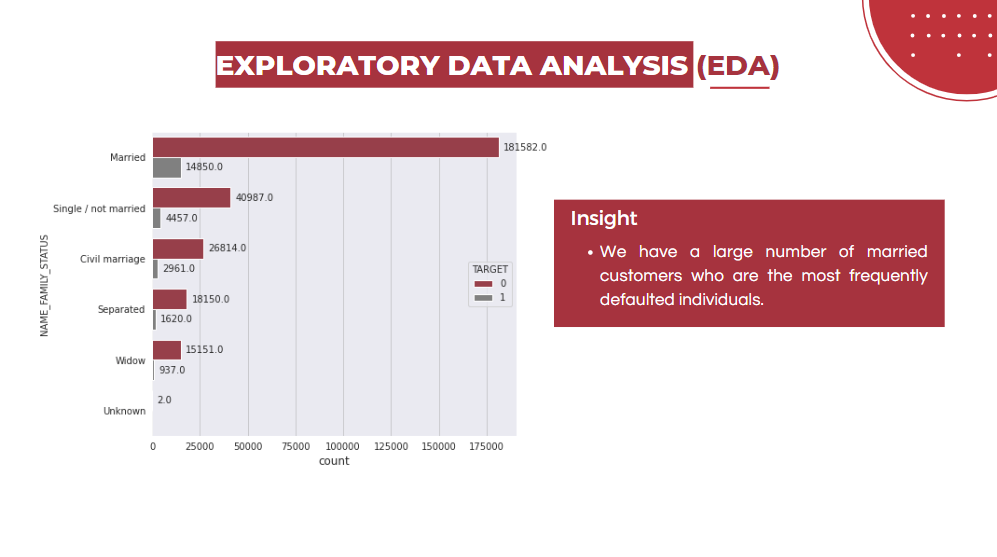 EXPLORATORY DATA ANALYSIS (EDA)
NAME_FAMILY_STATUS
Married
181582.0
14850.0
Single / not married
40987.0
4457.0
Civil marriage
26814.0
2961.0
Separated
18150.0
1620.0
Widow
15151.0
937.0
Unknown
2.0
TARGET
0
1
0 25000 50000 75000 100000 125000 150000 175000
count
Insight
• We have a large number of married
customers who are the most frequently
defaulted individuals.